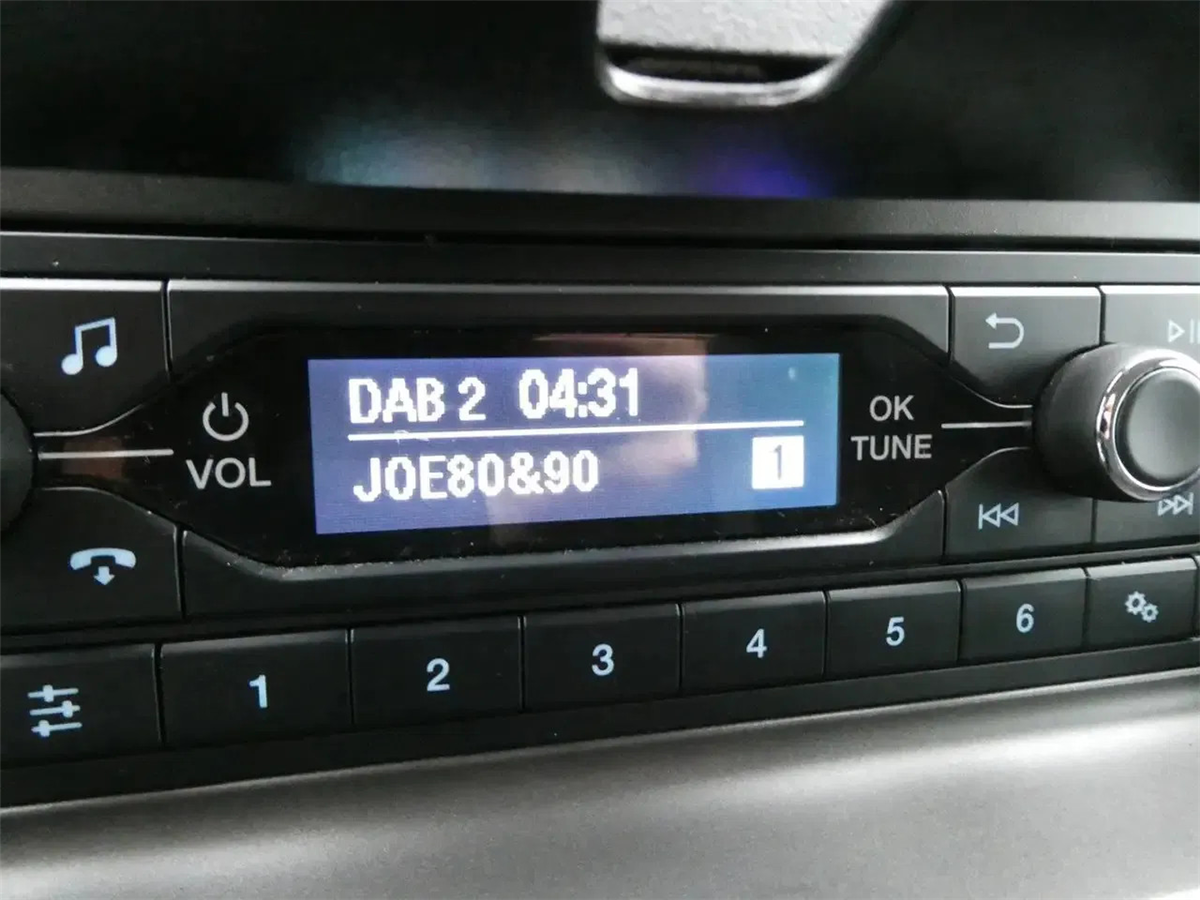 DAB 2 04:31
JOE80&90 1
VOL
OK
TUNE
1 2 3 4 5 6